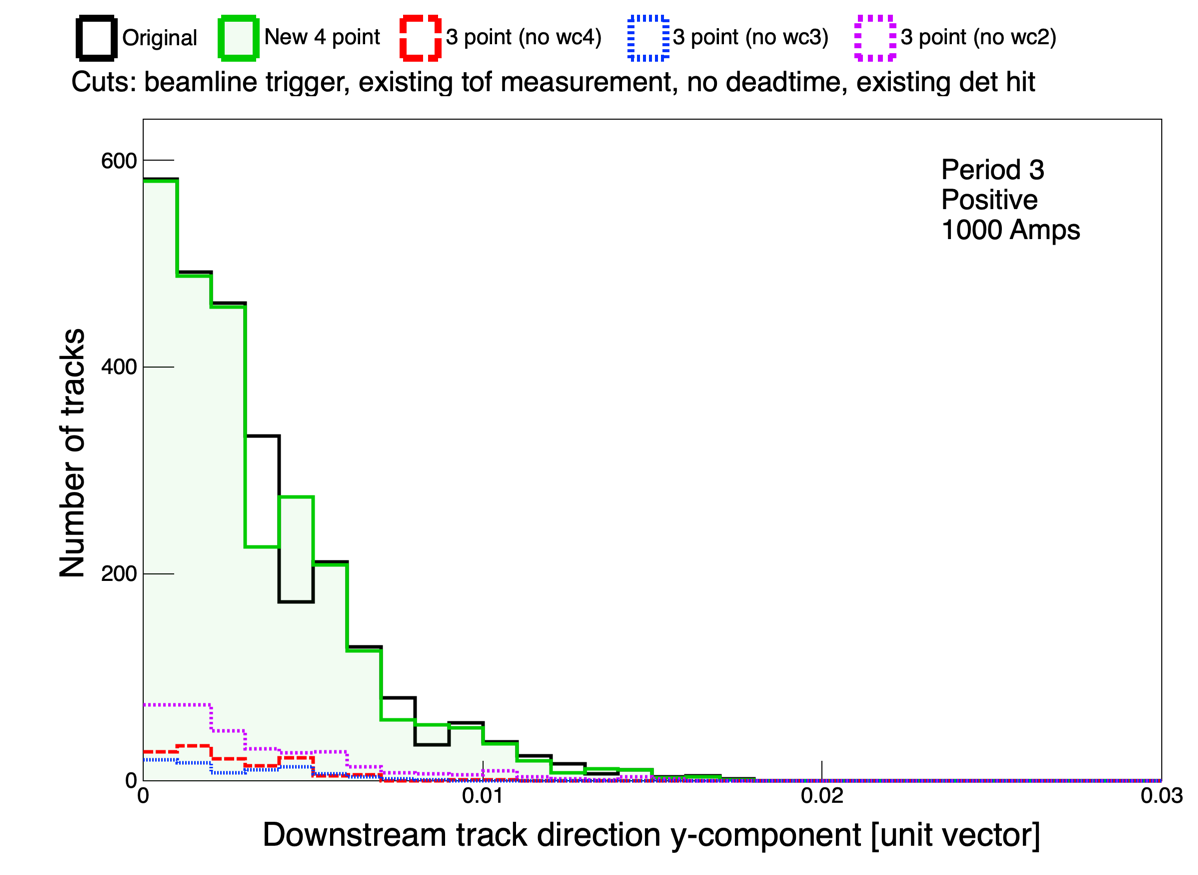 Original New 4 point 3 point (no wc4) 3 point (no wc3) 3 point (no wc2)
Cuts: beamline trigger, existing tof measurement, no deadtime, existing det hit
Period 3
Positive
1000 Amps
Number of tracks
600
400
200
0
0 0.01 0.02 0.03
Downstream track direction y-component [unit vector]